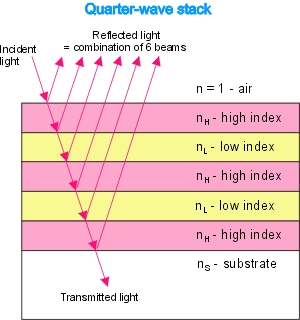 Quarter-wave stack
Incident
light
Reflected light
= combination of 6 beams
n = 1 - air
nH - high index
nL - low index
nH - high index
nL - low index
nH - high index
nS - substrate
Transmitted light